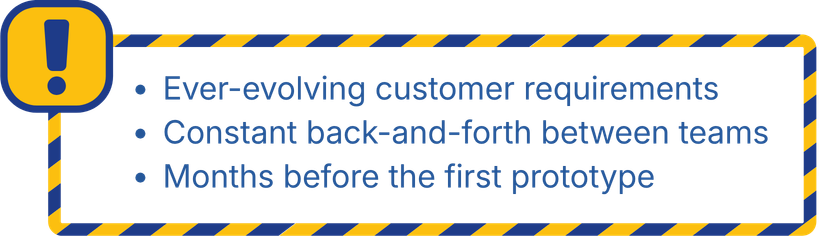 • Ever-evolving customer requirements
• Constant back-and-forth between teams
• Months before the first prototype